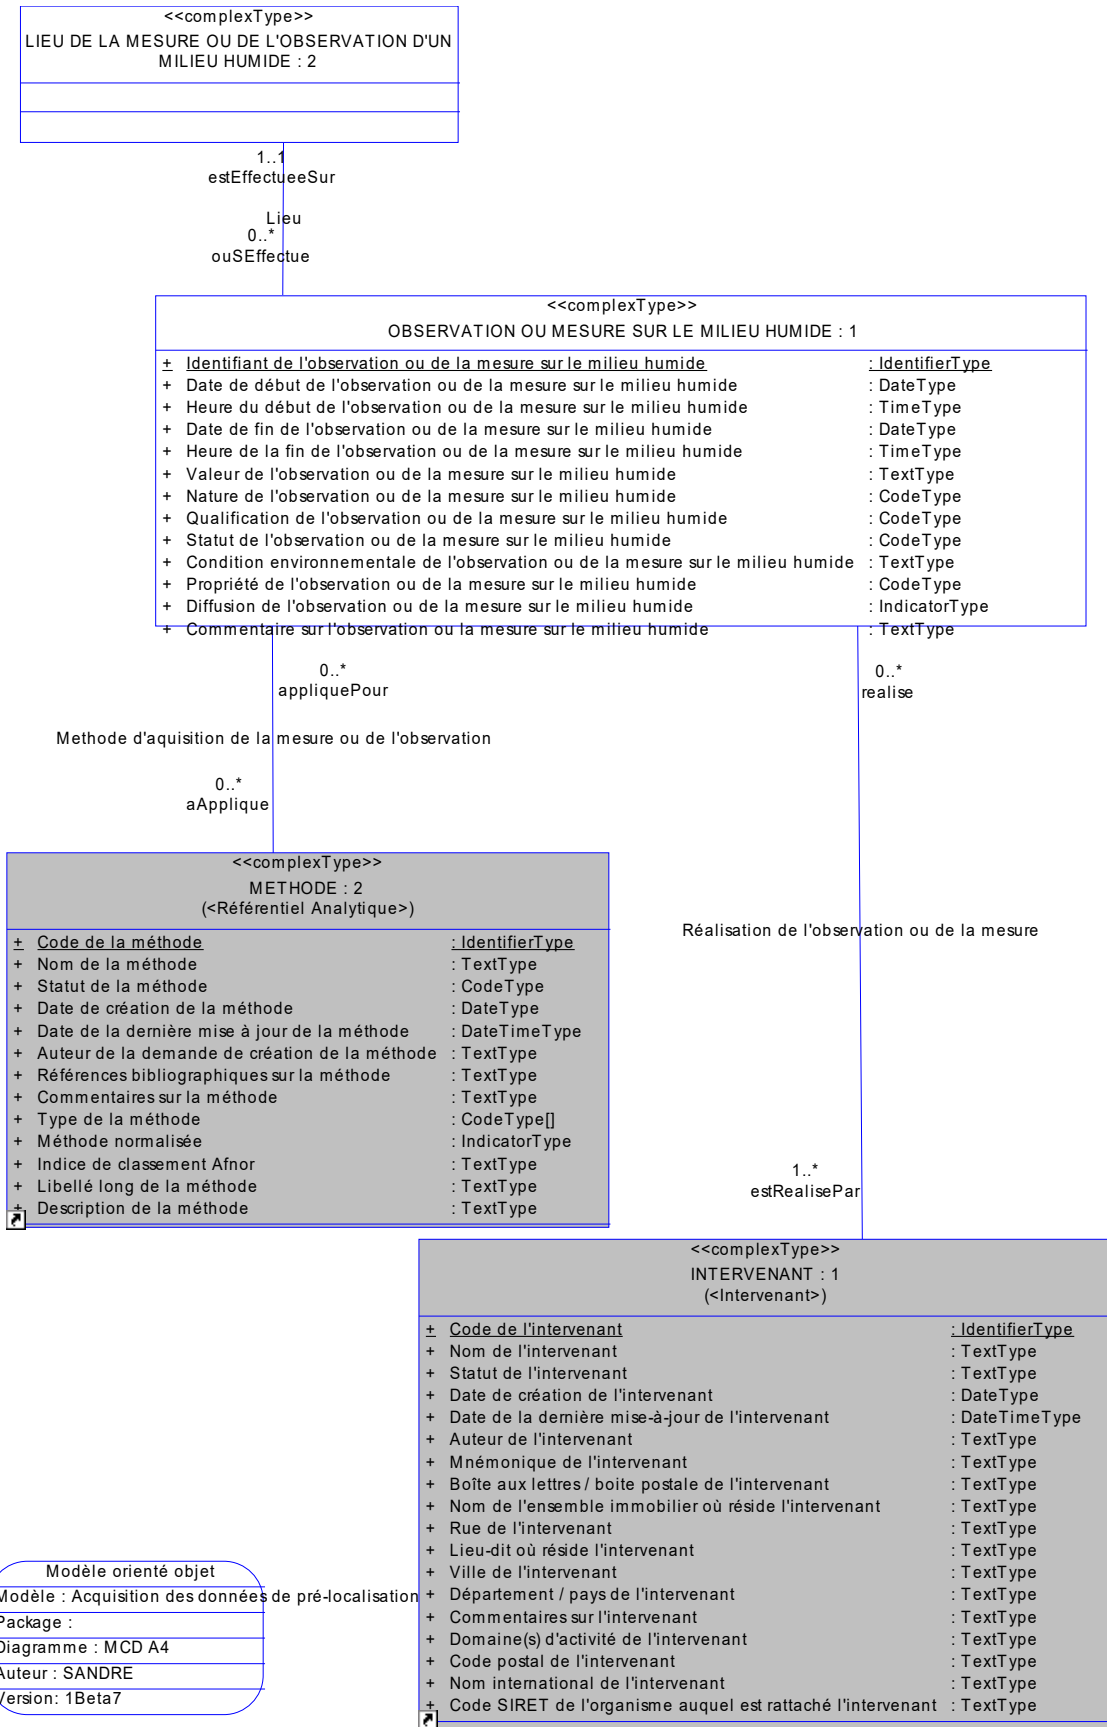 <<complexType>>
LIEU DE LA MESURE OU DE L'OBSERVATION D'UN
MILIEU HUMIDE : 2
1..1
estEffectueeSur
Lieu
0..*
ouSEffectue
<<complexType>>
OBSERVATION OU MESURE SUR LE MILIEU HUMIDE : 1
+ Identifiant de l'observation ou de la mesure sur le milieu humide : IdentifierType
+ Date de début de l'observation ou de la mesure sur le milieu humide : DateType
+ Heure du début de l'observation ou de la mesure sur le milieu humide : TimeType
+ Date de fin de l'observation ou de la mesure sur le milieu humide : DateType
+ Heure de la fin de l'observation ou de la mesure sur le milieu humide : TimeType
+ Valeur de l'observation ou de la mesure sur le milieu humide : TextType
+ Nature de l'observation ou de la mesure sur le milieu humide : CodeType
+ Qualification de l'observation ou de la mesure sur le milieu humide : CodeType
+ Statut de l'observation ou de la mesure sur le milieu humide : CodeType
+ Condition environnementale de l'observation ou de la mesure sur le milieu humide : TextType
+ Propriété de l'observation ou de la mesure sur le milieu humide : CodeType
+ Diffusion de l'observation ou de la mesure sur le milieu humide : IndicatorType
+ Commentaire sur l'observation ou la mesure sur le milieu humide : TextType
0..*
appliquePour
0..*
realise
Methode d'aquisition de la mesure ou de l'observation
0..*
aApplique
<<complexType>>
METHODE : 2
(<Référentiel Analytique>)
+ Code de la méthode : IdentifierType
+ Nom de la méthode : TextType
+ Statut de la méthode : CodeType
+ Date de création de la méthode : DateType
+ Date de la dernière mise à jour de la méthode : DateTimeType
+ Auteur de la demande de création de la méthode : TextType
+ Références bibliographiques sur la méthode : TextType
+ Commentaires sur la méthode : TextType
+ Type de la méthode : CodeType[]
+ Méthode normalisée : IndicatorType
+ Indice de classement Afnor : TextType
+ Libellé long de la méthode : TextType
+ Description de la méthode : TextType
Réalisation de l'observation ou de la mesure
1..*
estRealisePar
<<complexType>>
INTERVENANT : 1
(<Intervenant>)
+ Code de l'intervenant : IdentifierType
+ Nom de l'intervenant : TextType
+ Statut de l'intervenant : TextType
+ Date de création de l'intervenant : DateType
+ Date de la dernière mise-à-jour de l'intervenant : DateTimeType
+ Auteur de l'intervenant : TextType
+ Mnémonique de l'intervenant : TextType
+ Boîte aux lettres / boite postale de l'intervenant : TextType
+ Nom de l'ensemble immobilier où réside l'intervenant : TextType
+ Rue de l'intervenant : TextType
+ Lieu-dit où réside l'intervenant : TextType
+ Ville de l'intervenant : TextType
+ Département / pays de l'intervenant : TextType
+ Commentaires sur l'intervenant : TextType
+ Domaine(s) d'activité de l'intervenant : TextType
+ Code postal de l'intervenant : TextType
+ Nom international de l'intervenant : TextType
+ Code SIRET de l'organisme auquel est rattaché l'intervenant : TextType
Modèle orienté objet
Modèle : Acquisition des données de pré-localisation
Package :
Diagramme : MCD A4
Auteur : SANDRE
Version: 1Beta7